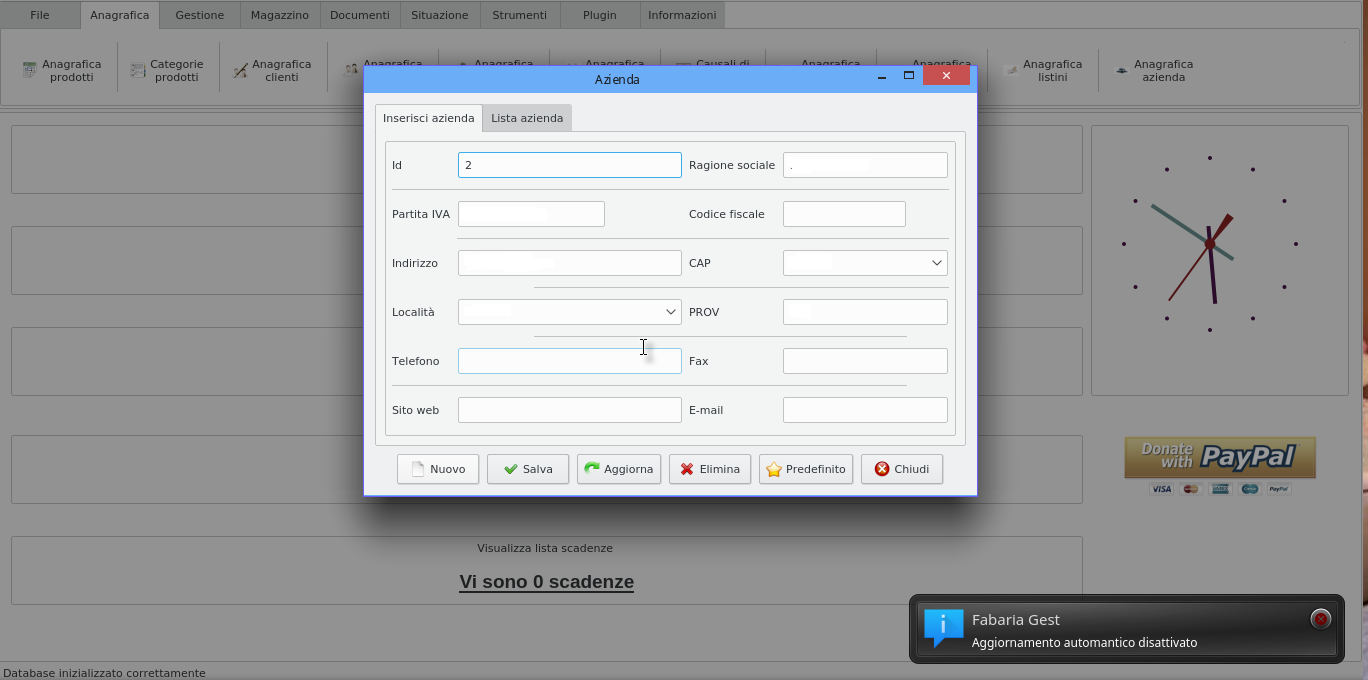 File Anagrafica Gestione Magazzino Documenti Situazione Strumenti Plugin Informazioni
Anagrafica prodotti
Categorie prodotti
Anagrafica clienti
Anagrafica
Anagrafica
Anagrafica
Causali di
Anagrafica
Anagrafica
Anagrafica listini
Anagrafica azienda
Azienda
Inserisci azienda Lista azienda
Id 2 Ragione sociale .
Partita IVA Codice fiscale
Indirizzo CAP
Località PROV
Telefono Fax
Sito web E-mail
Nuovo Salva Aggiorna Elimina Predefinito Chiudi
Donate with PayPal
VISA PayPal
Visualizza lista scadenze
Vi sono 0 scadenze
Fabaria Gest
Aggiornamento automantico disattivato
Database inizializzato correttamente